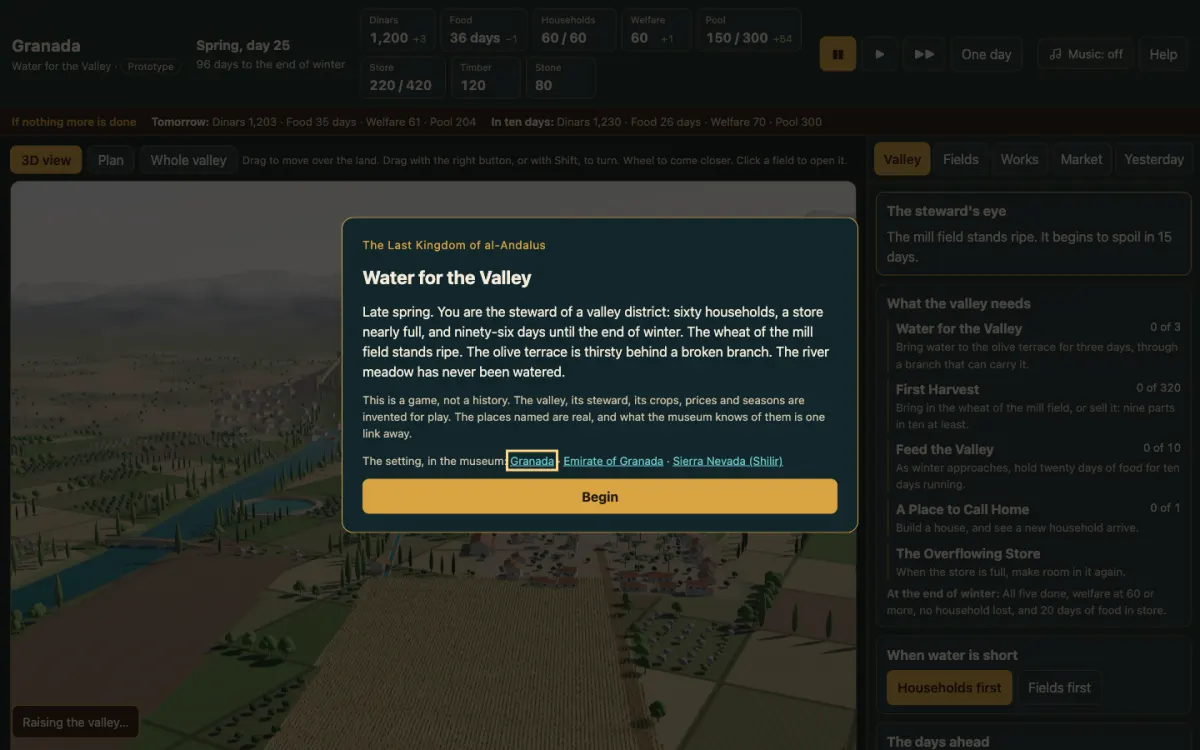 Granada
Water for the Valley · Prototype
Spring, day 25
96 days to the end of winter
Dinars
1,200 +3
Food
36 days −1
Households
60 / 60
Welfare
60 +1
Pool
150 / 300 +54
Store
220 / 420
Timber
120
Stone
80
One day
Music: off
Help
If nothing more is done Tomorrow: Dinars 1,203 · Food 35 days · Welfare 61 · Pool 204 In ten days: Dinars 1,230 · Food 26 days · Welfare 70 · Pool 300
3D view
Plan
Whole valley
Drag to move over the land. Drag with the right button, or with Shift, to turn. Wheel to come closer. Click a field to open it.
The Last Kingdom of al-Andalus
Water for the Valley
Late spring. You are the steward of a valley district: sixty households, a store
nearly full, and ninety-six days until the end of winter. The wheat of the mill
field stands ripe. The olive terrace is thirsty behind a broken branch. The river
meadow has never been watered.
This is a game, not a history. The valley, its steward, its crops, prices and seasons are
invented for play. The places named are real, and what the museum knows of them is one
link away.
The setting, in the museum: Granada · Emirate of Granada · Sierra Nevada (Shilir)
Begin
Raising the valley...
Valley
Fields
Works
Market
Yesterday
The steward's eye
The mill field stands ripe. It begins to spoil in 15
days.
What the valley needs
Water for the Valley 0 of 3
Bring water to the olive terrace for three days, through
a branch that can carry it.
First Harvest 0 of 320
Bring in the wheat of the mill field, or sell it: nine parts
in ten at least.
Feed the Valley 0 of 10
As winter approaches, hold twenty days of food for ten
days running.
A Place to Call Home 0 of 1
Build a house, and see a new household arrive.
The Overflowing Store
When the store is full, make room in it again.
At the end of winter: All five done, welfare at 60 or
more, no household lost, and 20 days of food in store.
When water is short
Households first
Fields first
The days ahead